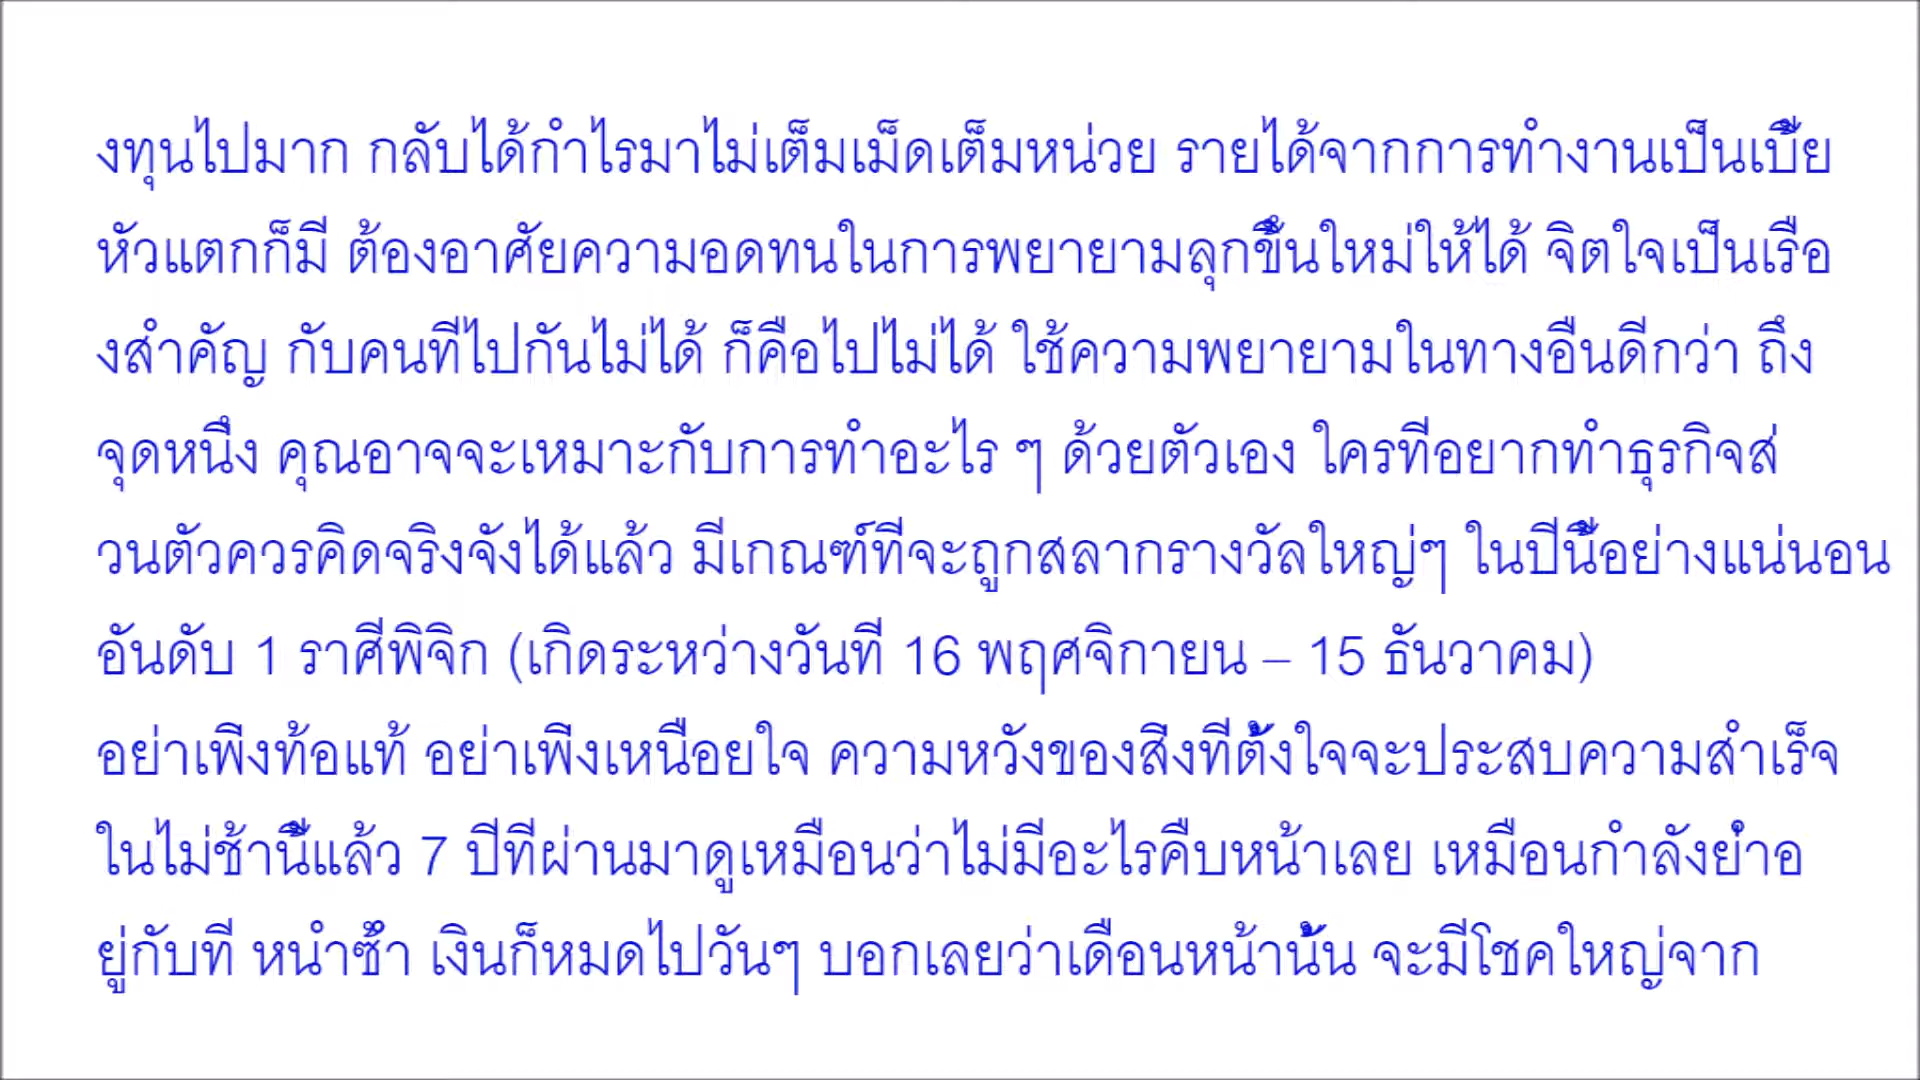 งทุนไปมาก กลับได้กำไรมาไม่เต็มเม็ดเต็มหน่วย รายได้จากการทำงานเป็นเบี้ย
หัวแตกก็มี ต้องอาศัยความอดทนในการพยายามลุกขึ้นใหม่ให้ได้ จิตใจเป็นเรื่อ
งสำคัญ กับคนที่ไปกันไม่ได้ ก็คือไปไม่ได้ ใช้ความพยายามในทางอื่นดีกว่า ถึง
จุดหนึ่ง คุณอาจจะเหมาะกับการทำอะไร ๆ ด้วยตัวเอง ใครที่อยากทำธุรกิจส่
วนตัวควรคิดจริงจังได้แล้ว มีเกณฑ์ที่จะถูกสลากรางวัลใหญ่ๆ ในปีนี้อย่างแน่นอน
อันดับ 1 ราศีพิจิก (เกิดระหว่างวันที่ 16 พฤศจิกายน – 15 ธันวาคม)
อย่าเพิ่งท้อแท้ อย่าเพิ่งเหนื่อยใจ ความหวังของสิ่งที่ตั้งใจจะประสบความสำเร็จ
ในไม่ช้านี้แล้ว 7 ปีที่ผ่านมาดูเหมือนว่าไม่มีอะไรคืบหน้าเลย เหมือนกำลังย่ำอ
ยู่กับที่ หนำซ้ำ เงินก็หมดไปวันๆ บอกเลยว่าเดือนหน้านั้น จะมีโชคใหญ่จาก